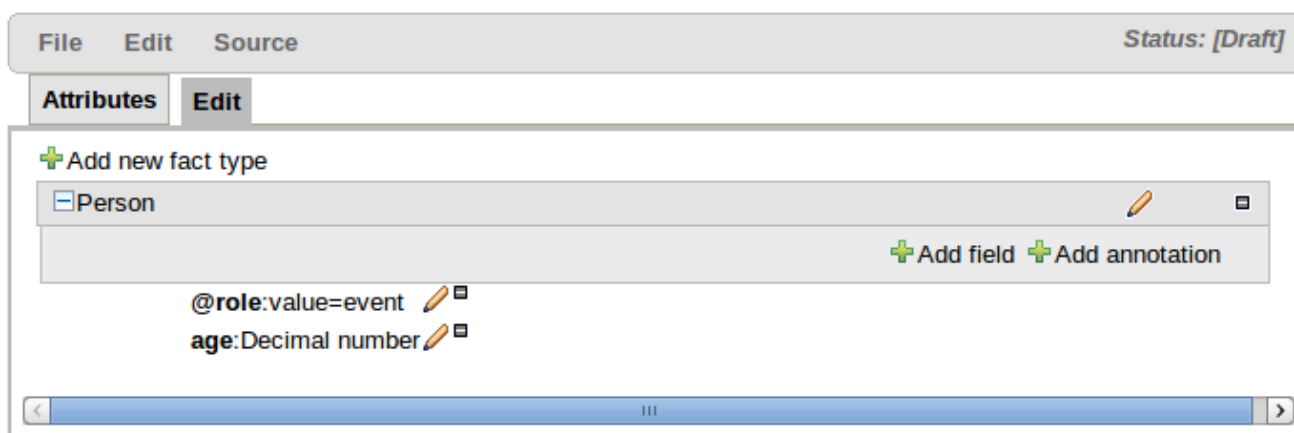 File Edit Source Status: [Draft]
Attributes Edit
Add new fact type
Person
Add field Add annotation
@role:value=event
age:Decimal number